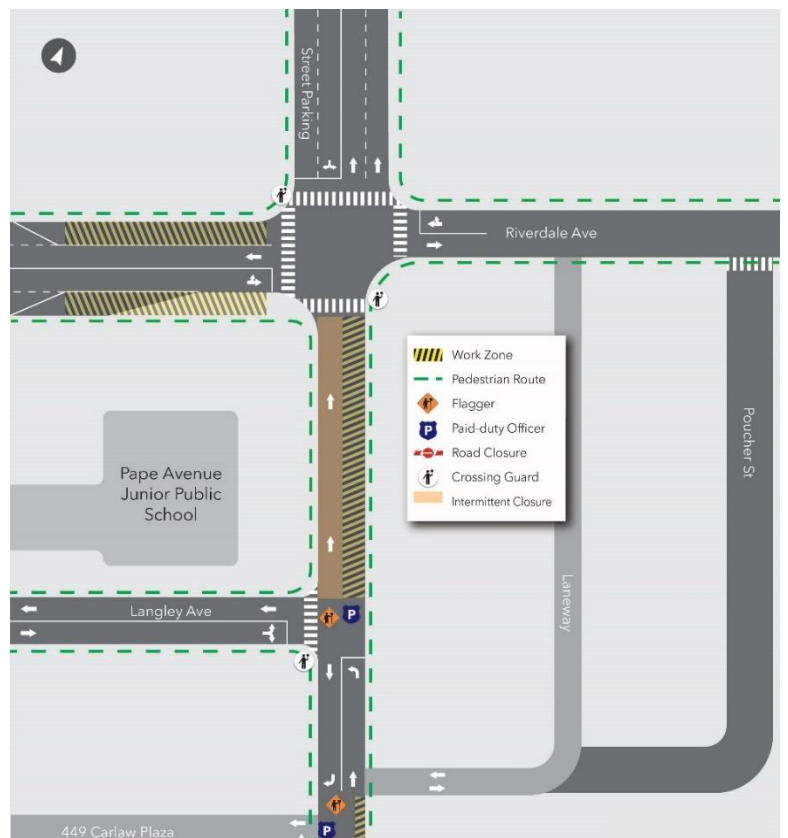 Street Parking
Riverdale Ave
Work Zone
Pedestrian Route
Flagger
P
Paid-duty Officer
Road Closure
Crossing Guard
Intermittent Closure
Poucher St
Pape Avenue
Junior Public
School
Laneway
Langley Ave
P
449 Carlaw Plaza
P